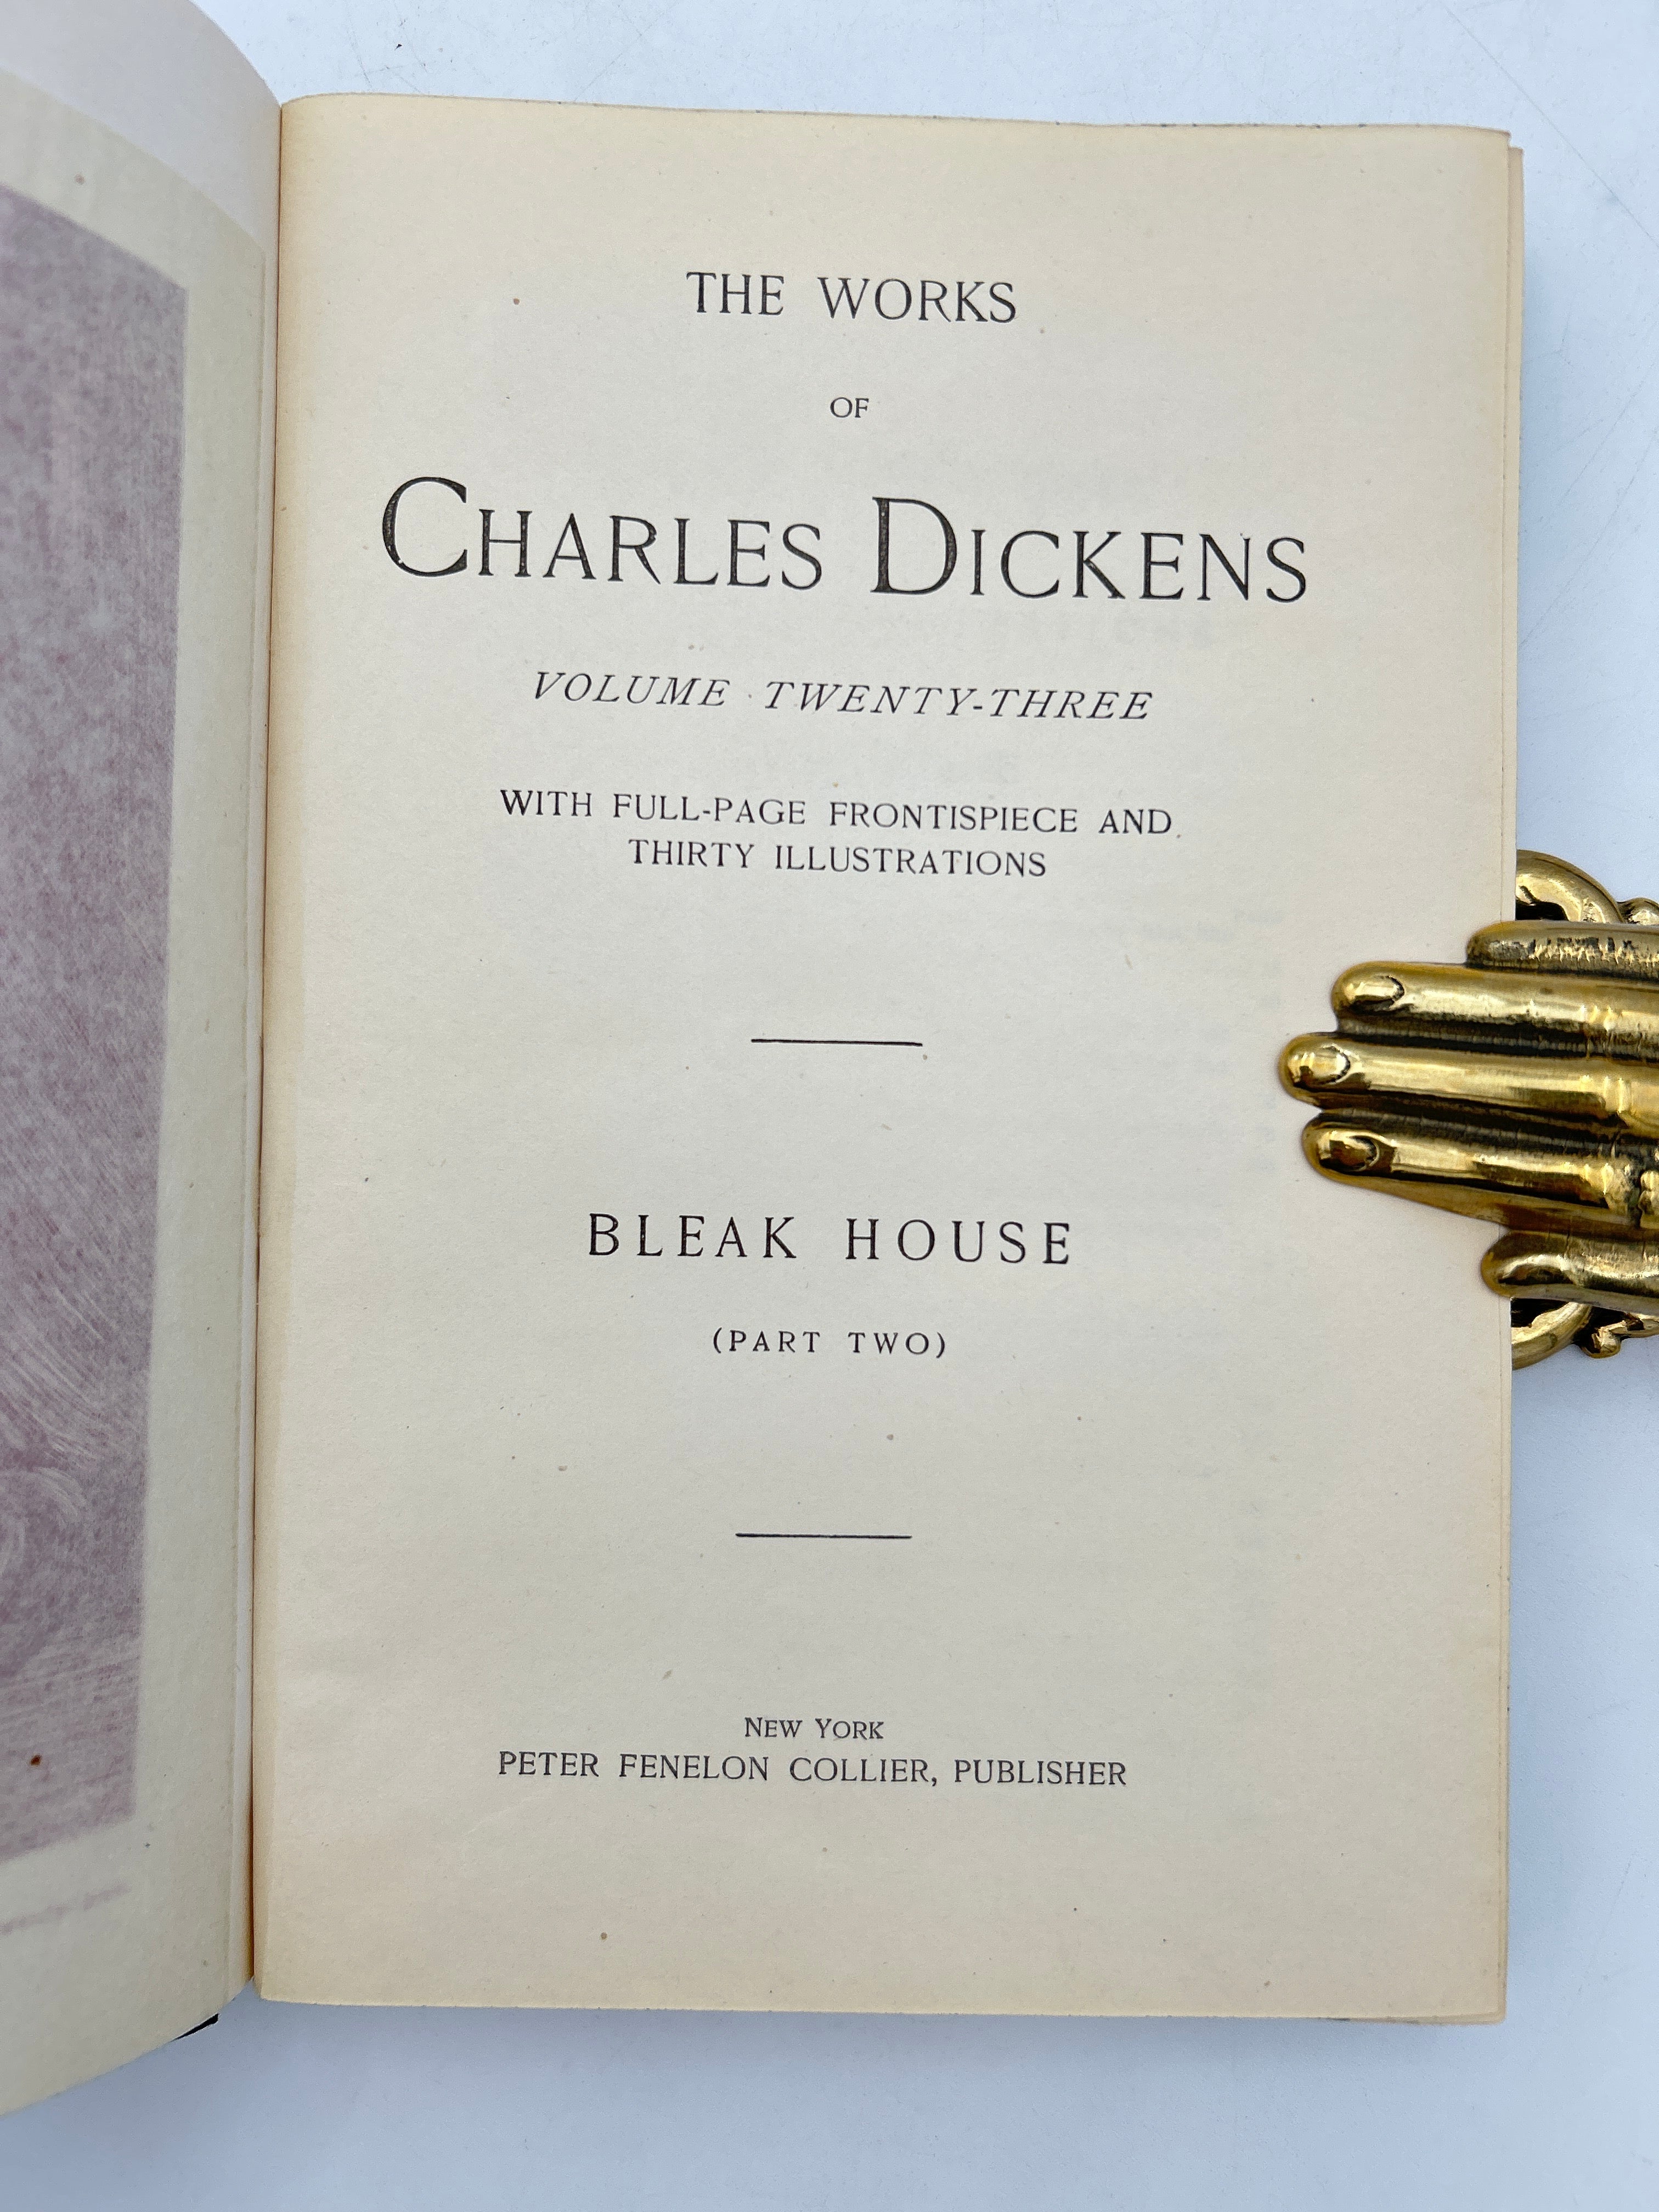 THE WORKS
OF
CHARLES DICKENS
VOLUME TWENTY-THREE
WITH FULL-PAGE FRONTISPIECE AND
THIRTY ILLUSTRATIONS
BLEAK HOUSE
(PART TWO)
NEW YORK
PETER FENELON COLLIER, PUBLISHER